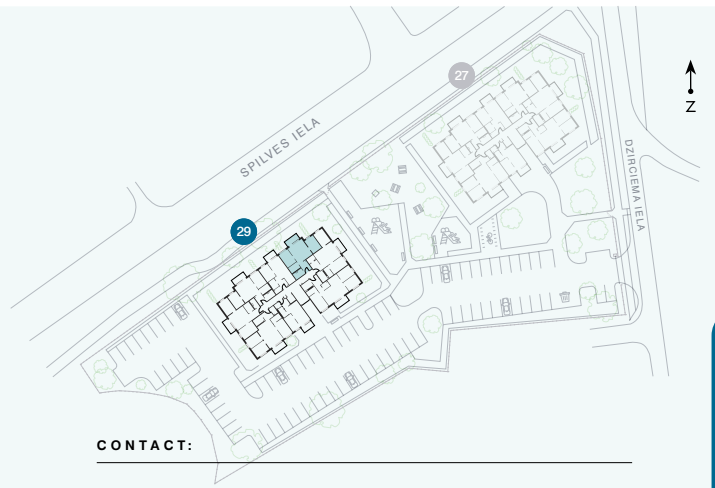 27
Z
SPILVES IELA
DZIRCIEMA IELA
29
CONTACT: